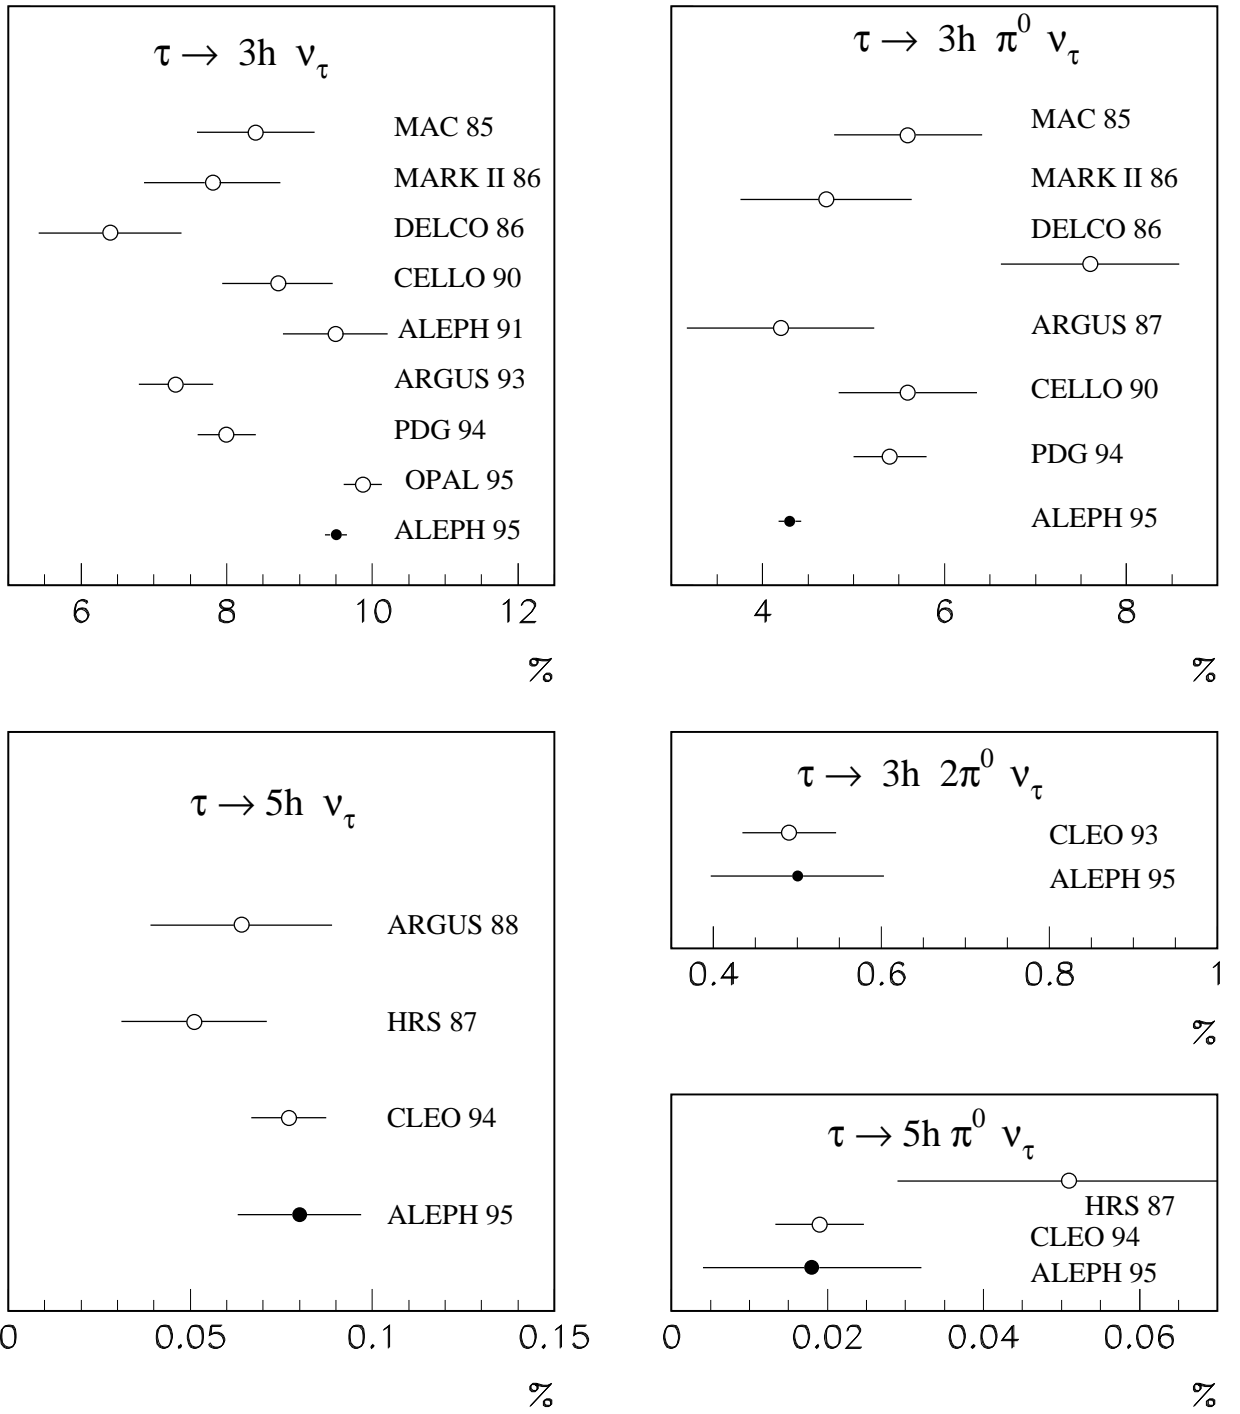 τ → 3h ν_τ
MAC 85
MARK II 86
DELCO 86
CELLO 90
ALEPH 91
ARGUS 93
PDG 94
OPAL 95
ALEPH 95
6 8 10 12
%
τ → 3h π⁰ ν_τ
MAC 85
MARK II 86
DELCO 86
ARGUS 87
CELLO 90
PDG 94
ALEPH 95
4 6 8
%
τ → 5h ν_τ
ARGUS 88
HRS 87
CLEO 94
ALEPH 95
0 0.05 0.1 0.15
%
τ → 3h 2π⁰ ν_τ
CLEO 93
ALEPH 95
0.4 0.6 0.8 1
%
τ → 5h π⁰ ν_τ
HRS 87
CLEO 94
ALEPH 95
0 0.02 0.04 0.06
%